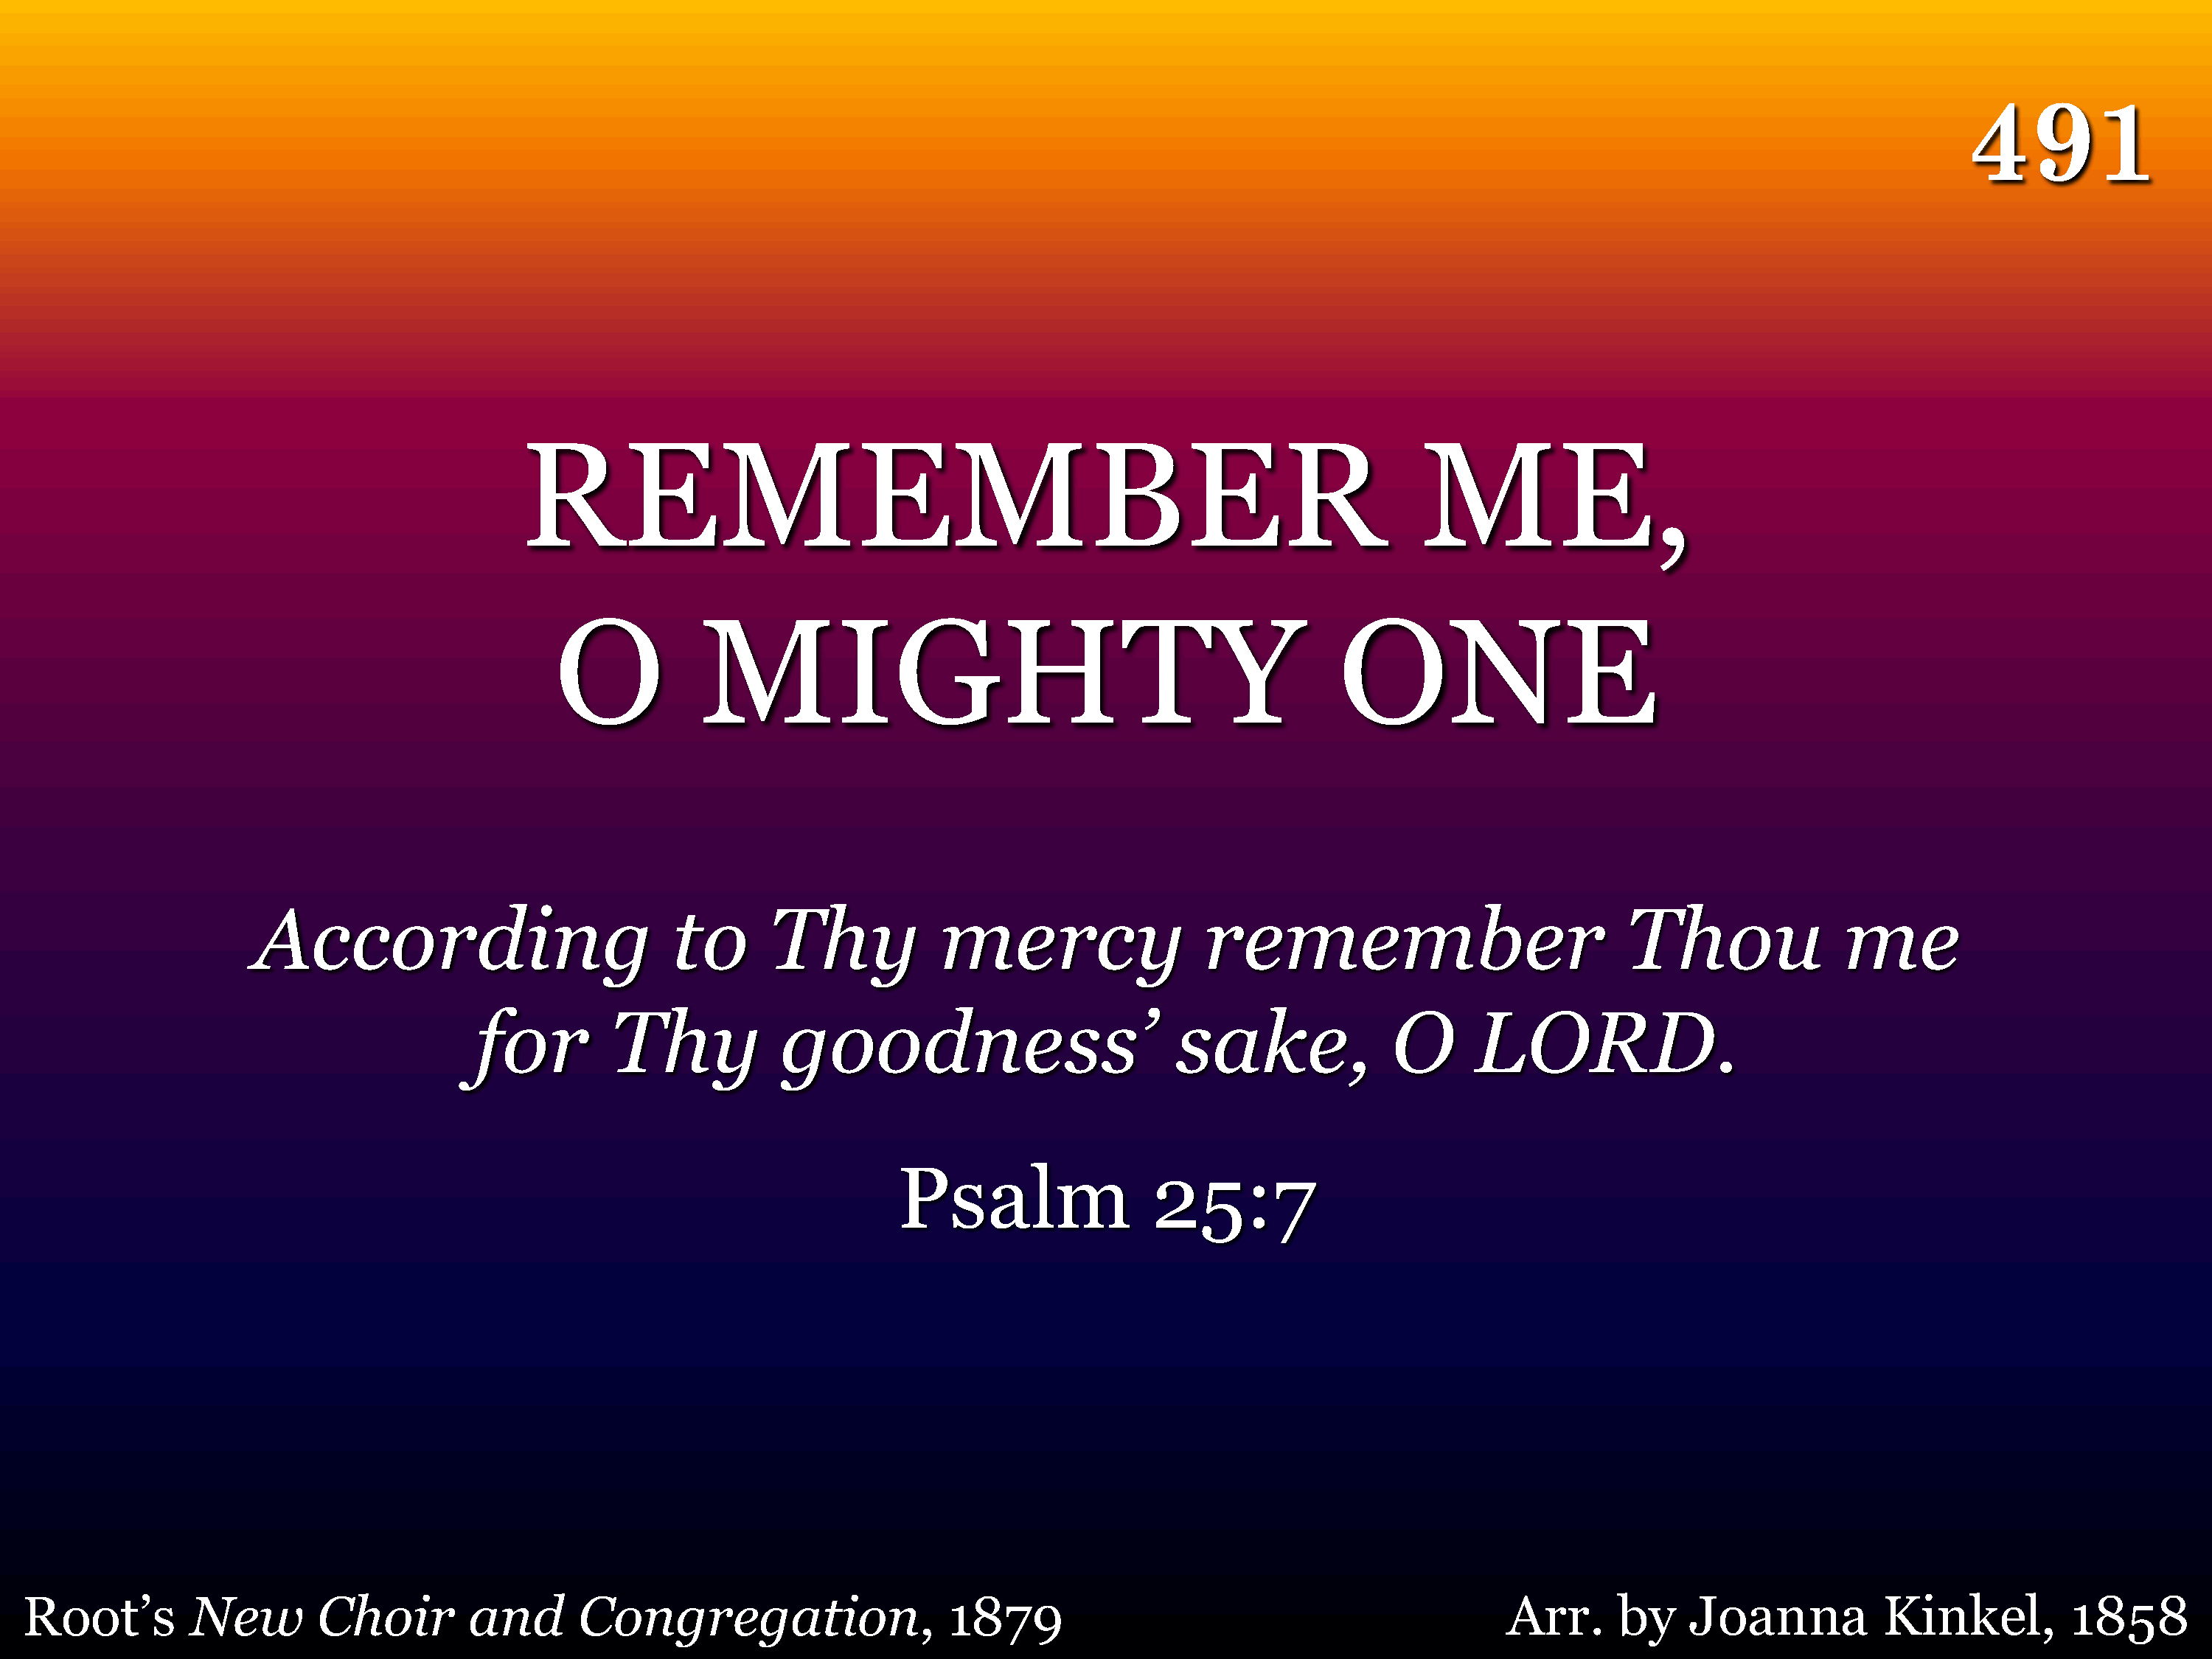 491
REMEMBER ME,
O MIGHTY ONE
According to Thy mercy remember Thou me
for Thy goodness’ sake, O LORD.
Psalm 25:7
Root’s New Choir and Congregation, 1879
Arr. by Joanna Kinkel, 1858